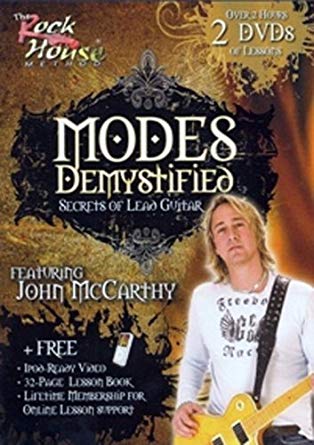 The
Rock
House
METHOD
Over 2 Hours
2 DVDs
of Lessons
MODES
Demystified
Secrets of Lead Guitar
Featuring
John McCarthy
+ FREE
• iPod-Ready Video
• 32-Page Lesson Book
• Lifetime Membership for
Online Lesson support